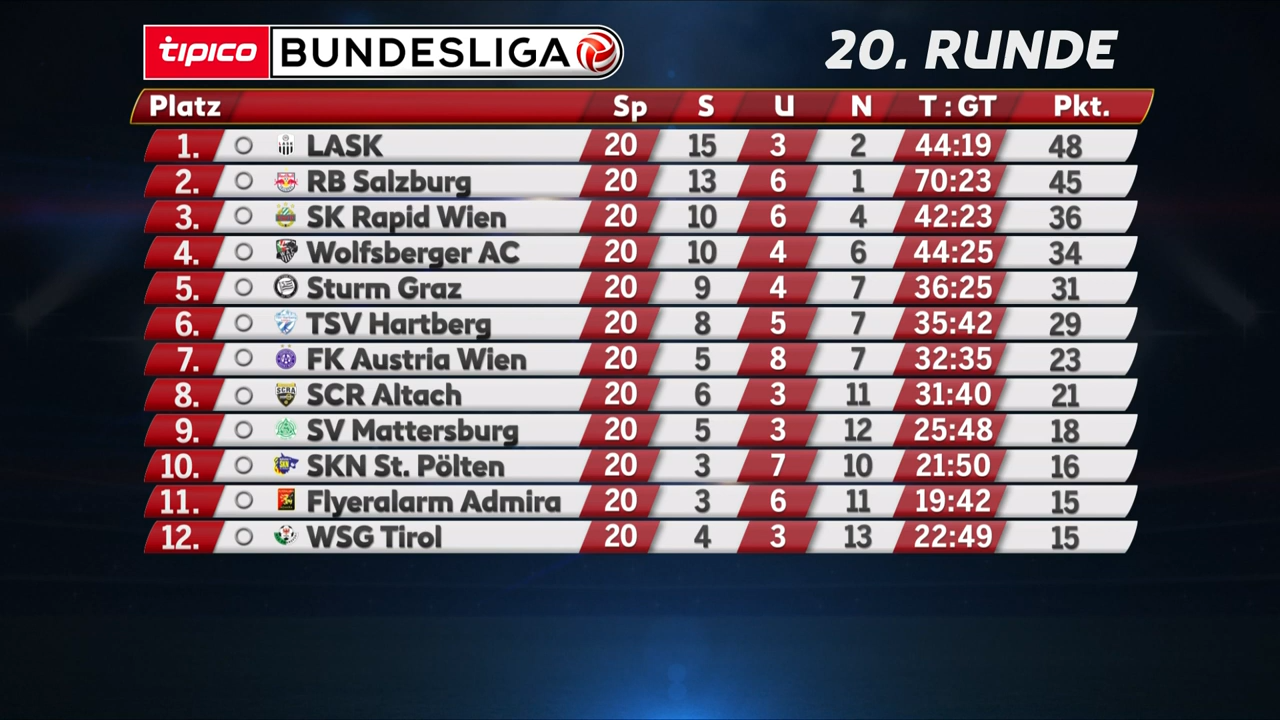 tipico BUNDESLIGA 20. RUNDE
Platz Sp S U N T : GT Pkt.
1. LASK 20 15 3 2 44:19 48
2. RB Salzburg 20 13 6 1 70:23 45
3. SK Rapid Wien 20 10 6 4 42:23 36
4. Wolfsberger AC 20 10 4 6 44:25 34
5. Sturm Graz 20 9 4 7 36:25 31
6. TSV Hartberg 20 8 5 7 35:42 29
7. FK Austria Wien 20 5 8 7 32:35 23
8. SCR Altach 20 6 3 11 31:40 21
9. SV Mattersburg 20 5 3 12 25:48 18
10. SKN St. Pölten 20 3 7 10 21:50 16
11. Flyeralarm Admira 20 3 6 11 19:42 15
12. WSG Tirol 20 4 3 13 22:49 15